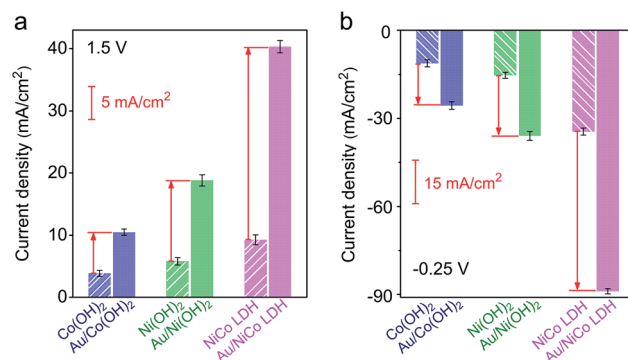 a
1.5 V
5 mA/cm²
Current density (mA/cm²)
40
30
20
10
0
Co(OH)₂
Au/Co(OH)₂
Ni(OH)₂
Au/Ni(OH)₂
NiCo LDH
Au/NiCo LDH
b
0
-30
-60
-90
Current density (mA/cm²)
15 mA/cm²
-0.25 V
Co(OH)₂
Au/Co(OH)₂
Ni(OH)₂
Au/Ni(OH)₂
NiCo LDH
Au/NiCo LDH